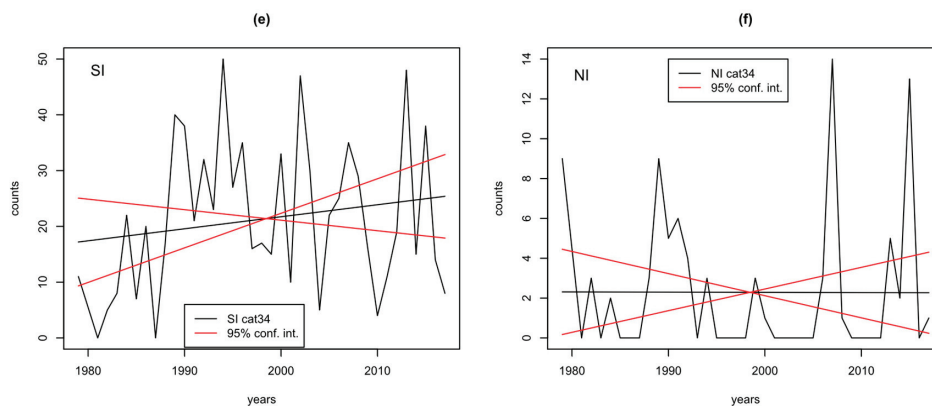 (e)
SI
counts
50
40
30
20
10
0
SI cat34
95% conf. int.
1980 1990 2000 2010
years
(f)
NI
counts
14
12
10
8
6
4
2
0
NI cat34
95% conf. int.
1980 1990 2000 2010
years